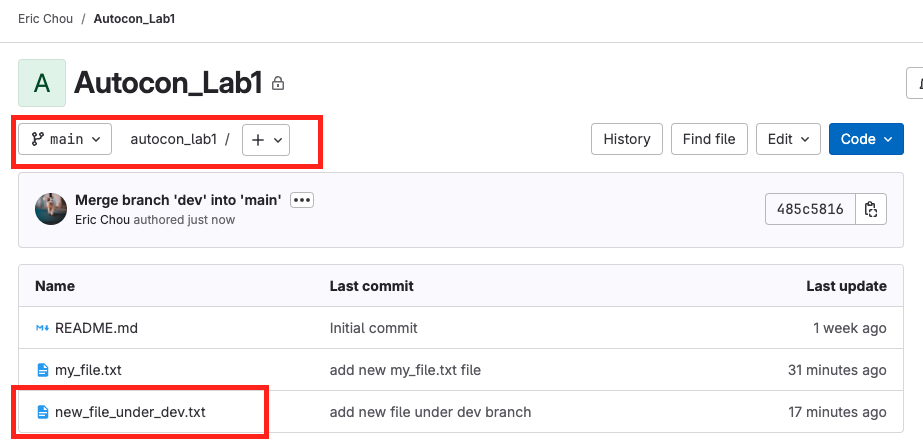 Eric Chou / Autocon_Lab1
A Autocon_Lab1
main autocon_lab1 / + History Find file Edit Code
Merge branch 'dev' into 'main' •••
Eric Chou authored just now
485c5816
Name Last commit Last update
README.md Initial commit 1 week ago
my_file.txt add new my_file.txt file 31 minutes ago
new_file_under_dev.txt add new file under dev branch 17 minutes ago